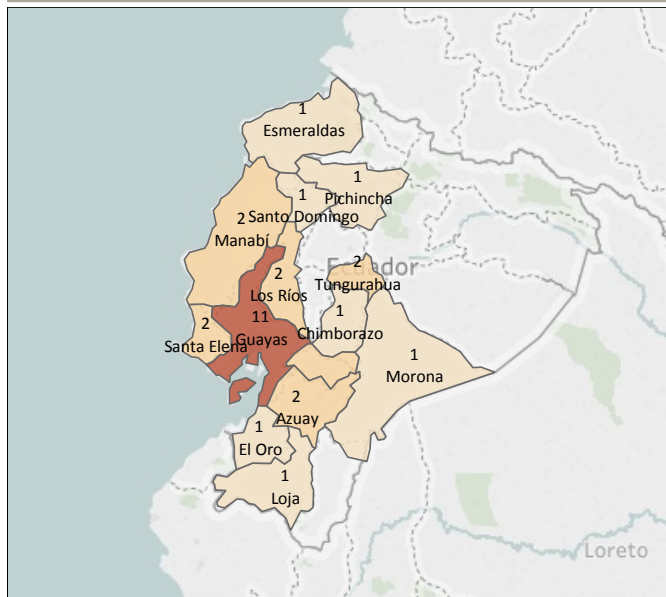 1
Esmeraldas
1
Pichincha
1
Santo Domingo
2
Manabí
Ecuador
2
Tungurahua
2
Los Ríos
1
Chimborazo
11
Guayas
2
Santa Elena
1
Morona
2
Azuay
1
El Oro
1
Loja
Loreto